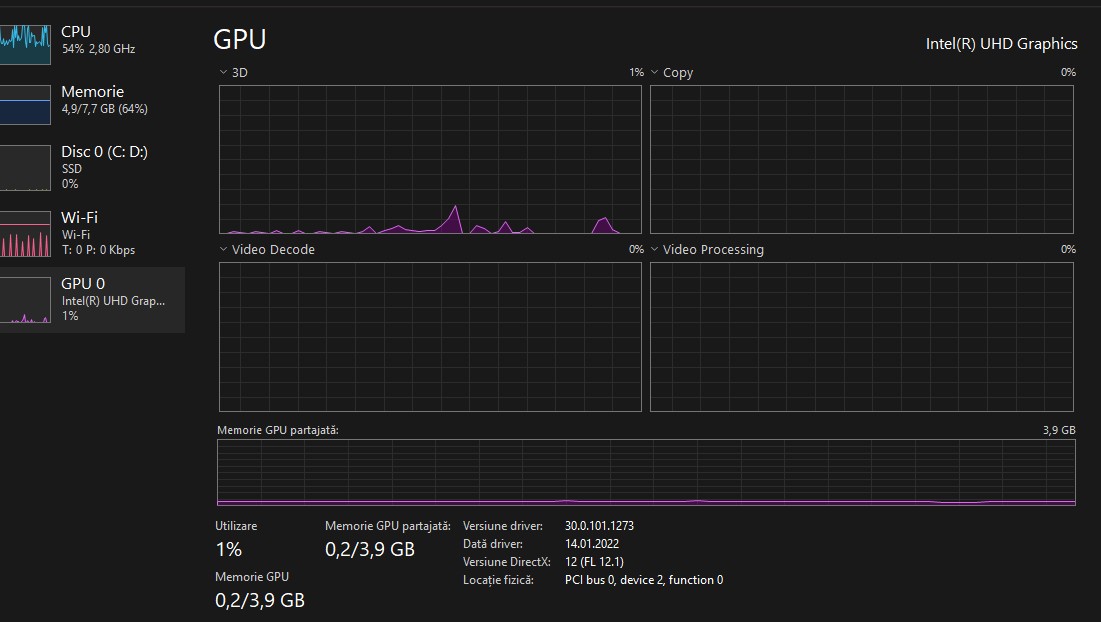 CPU
54% 2,80 GHz
Memorie
4,9/7,7 GB (64%)
Disc 0 (C: D:)
SSD
0%
Wi-Fi
Wi-Fi
T: 0 P: 0 Kbps
GPU 0
Intel(R) UHD Grap...
1%
GPU
Intel(R) UHD Graphics
3D 1%
Copy 0%
Video Decode 0%
Video Processing 0%
Memorie GPU partajată: 3,9 GB
Utilizare
1%
Memorie GPU partajată:
0,2/3,9 GB
Memorie GPU
0,2/3,9 GB
Versiune driver: 30.0.101.1273
Dată driver: 14.01.2022
Versiune DirectX: 12 (FL 12.1)
Locație fizică: PCI bus 0, device 2, function 0